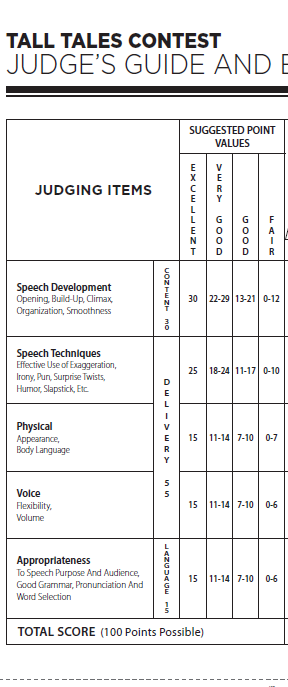 TALL TALES CONTEST
JUDGE'S GUIDE AND
JUDGING ITEMS
SUGGESTED POINT
VALUES
EXCELLENT
VERY GOOD
GOOD
FAIR
Speech Development
Opening, Build-Up, Climax,
Organization, Smoothness
CONTENT 30
30 22-29 13-21 0-12
Speech Techniques
Effective Use of Exaggeration,
Irony, Pun, Surprise Twists,
Humor, Slapstick, Etc.
DELIVERY 55
25 18-24 11-17 0-10
Physical
Appearance,
Body Language
15 11-14 7-10 0-7
Voice
Flexibility,
Volume
15 11-14 7-10 0-6
Appropriateness
To Speech Purpose And Audience,
Good Grammar, Pronunciation And
Word Selection
LANGUAGE 15
15 11-14 7-10 0-6
TOTAL SCORE (100 Points Possible)